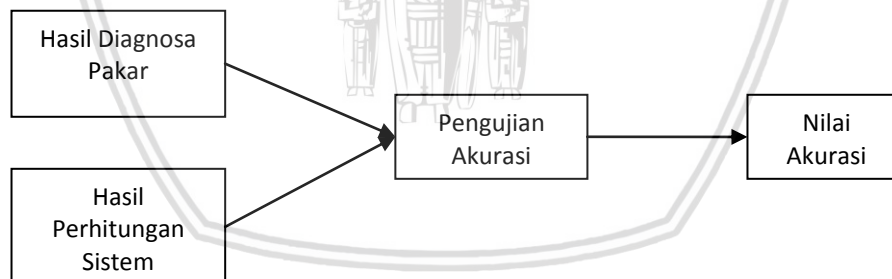 Hasil Diagnosa
Pakar
Pengujian
Akurasi
Nilai
Akurasi
Hasil
Perhitungan
Sistem